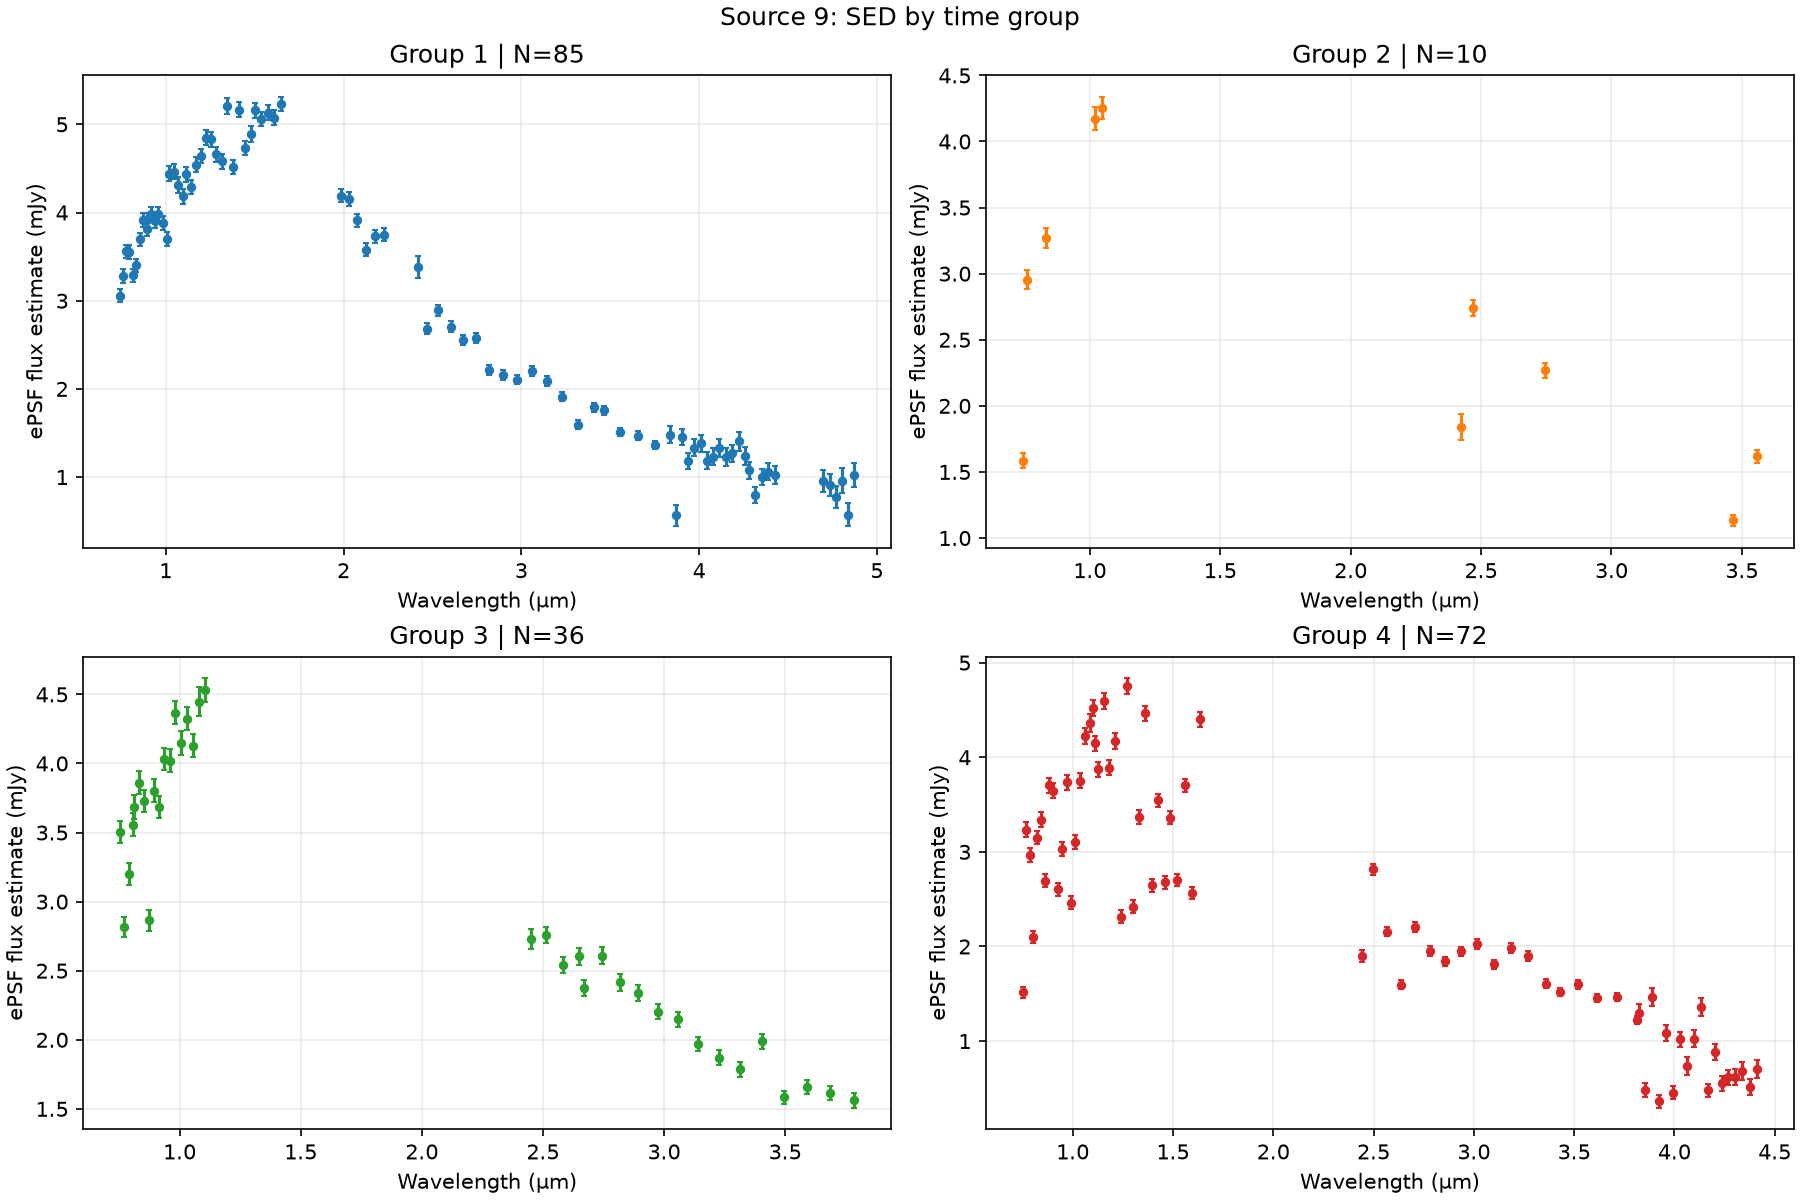 Source 9: SED by time group
Group 1 | N=85
ePSF flux estimate (mJy)
5
4
3
2
1
1 2 3 4 5
Wavelength (µm)
Group 2 | N=10
ePSF flux estimate (mJy)
4.5
4.0
3.5
3.0
2.5
2.0
1.5
1.0
1.0 1.5 2.0 2.5 3.0 3.5
Wavelength (µm)
Group 3 | N=36
ePSF flux estimate (mJy)
4.5
4.0
3.5
3.0
2.5
2.0
1.5
1.0 1.5 2.0 2.5 3.0 3.5
Wavelength (µm)
Group 4 | N=72
ePSF flux estimate (mJy)
5
4
3
2
1
1.0 1.5 2.0 2.5 3.0 3.5 4.0 4.5
Wavelength (µm)